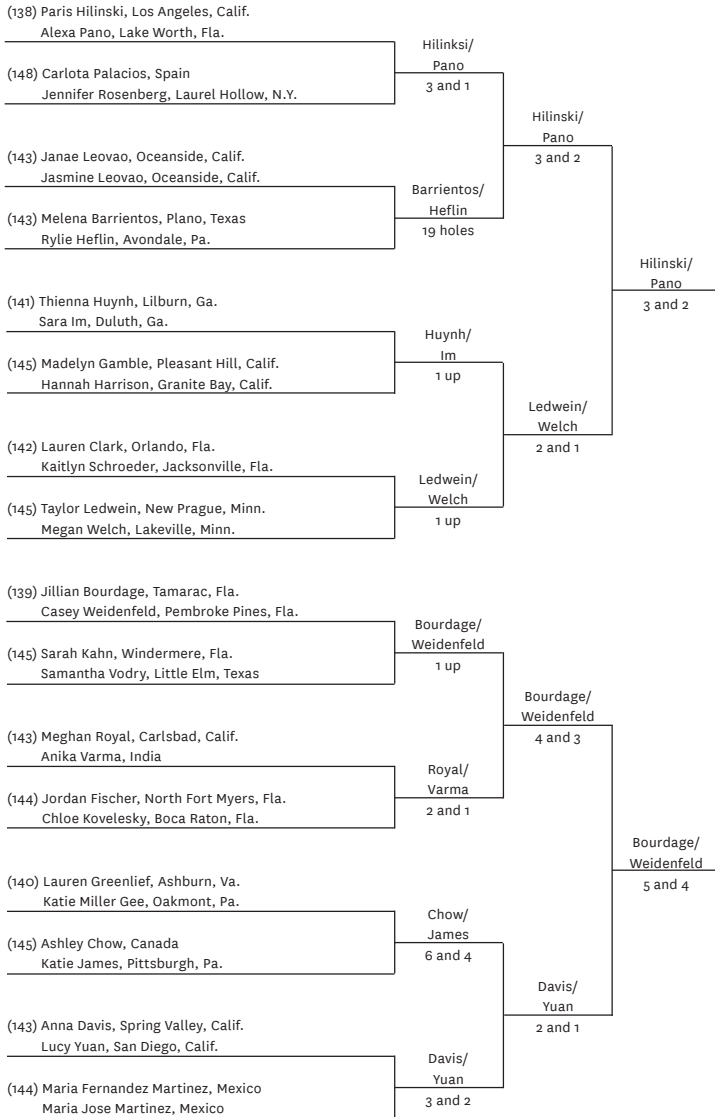 (138) Paris Hilinski, Los Angeles, Calif.
Alexa Pano, Lake Worth, Fla.
Hilinksi/
Pano
3 and 1
(148) Carlota Palacios, Spain
Jennifer Rosenberg, Laurel Hollow, N.Y.
Hilinski/
Pano
3 and 2
(143) Janae Leovao, Oceanside, Calif.
Jasmine Leovao, Oceanside, Calif.
Barrientos/
Heflin
19 holes
(143) Melena Barrientos, Plano, Texas
Rylie Heflin, Avondale, Pa.
Hilinski/
Pano
3 and 2
(141) Thienna Huynh, Lilburn, Ga.
Sara Im, Duluth, Ga.
Huynh/
Im
1 up
(145) Madelyn Gamble, Pleasant Hill, Calif.
Hannah Harrison, Granite Bay, Calif.
Ledwein/
Welch
2 and 1
(142) Lauren Clark, Orlando, Fla.
Kaitlyn Schroeder, Jacksonville, Fla.
Ledwein/
Welch
1 up
(145) Taylor Ledwein, New Prague, Minn.
Megan Welch, Lakeville, Minn.
(139) Jillian Bourdage, Tamarac, Fla.
Casey Weidenfeld, Pembroke Pines, Fla.
Bourdage/
Weidenfeld
1 up
(145) Sarah Kahn, Windermere, Fla.
Samantha Vodry, Little Elm, Texas
Bourdage/
Weidenfeld
4 and 3
(143) Meghan Royal, Carlsbad, Calif.
Anika Varma, India
Royal/
Varma
2 and 1
(144) Jordan Fischer, North Fort Myers, Fla.
Chloe Kovelesky, Boca Raton, Fla.
Bourdage/
Weidenfeld
5 and 4
(140) Lauren Greenlief, Ashburn, Va.
Katie Miller Gee, Oakmont, Pa.
Chow/
James
6 and 4
(145) Ashley Chow, Canada
Katie James, Pittsburgh, Pa.
Davis/
Yuan
2 and 1
(143) Anna Davis, Spring Valley, Calif.
Lucy Yuan, San Diego, Calif.
Davis/
Yuan
3 and 2
(144) Maria Fernandez Martinez, Mexico
Maria Jose Martinez, Mexico